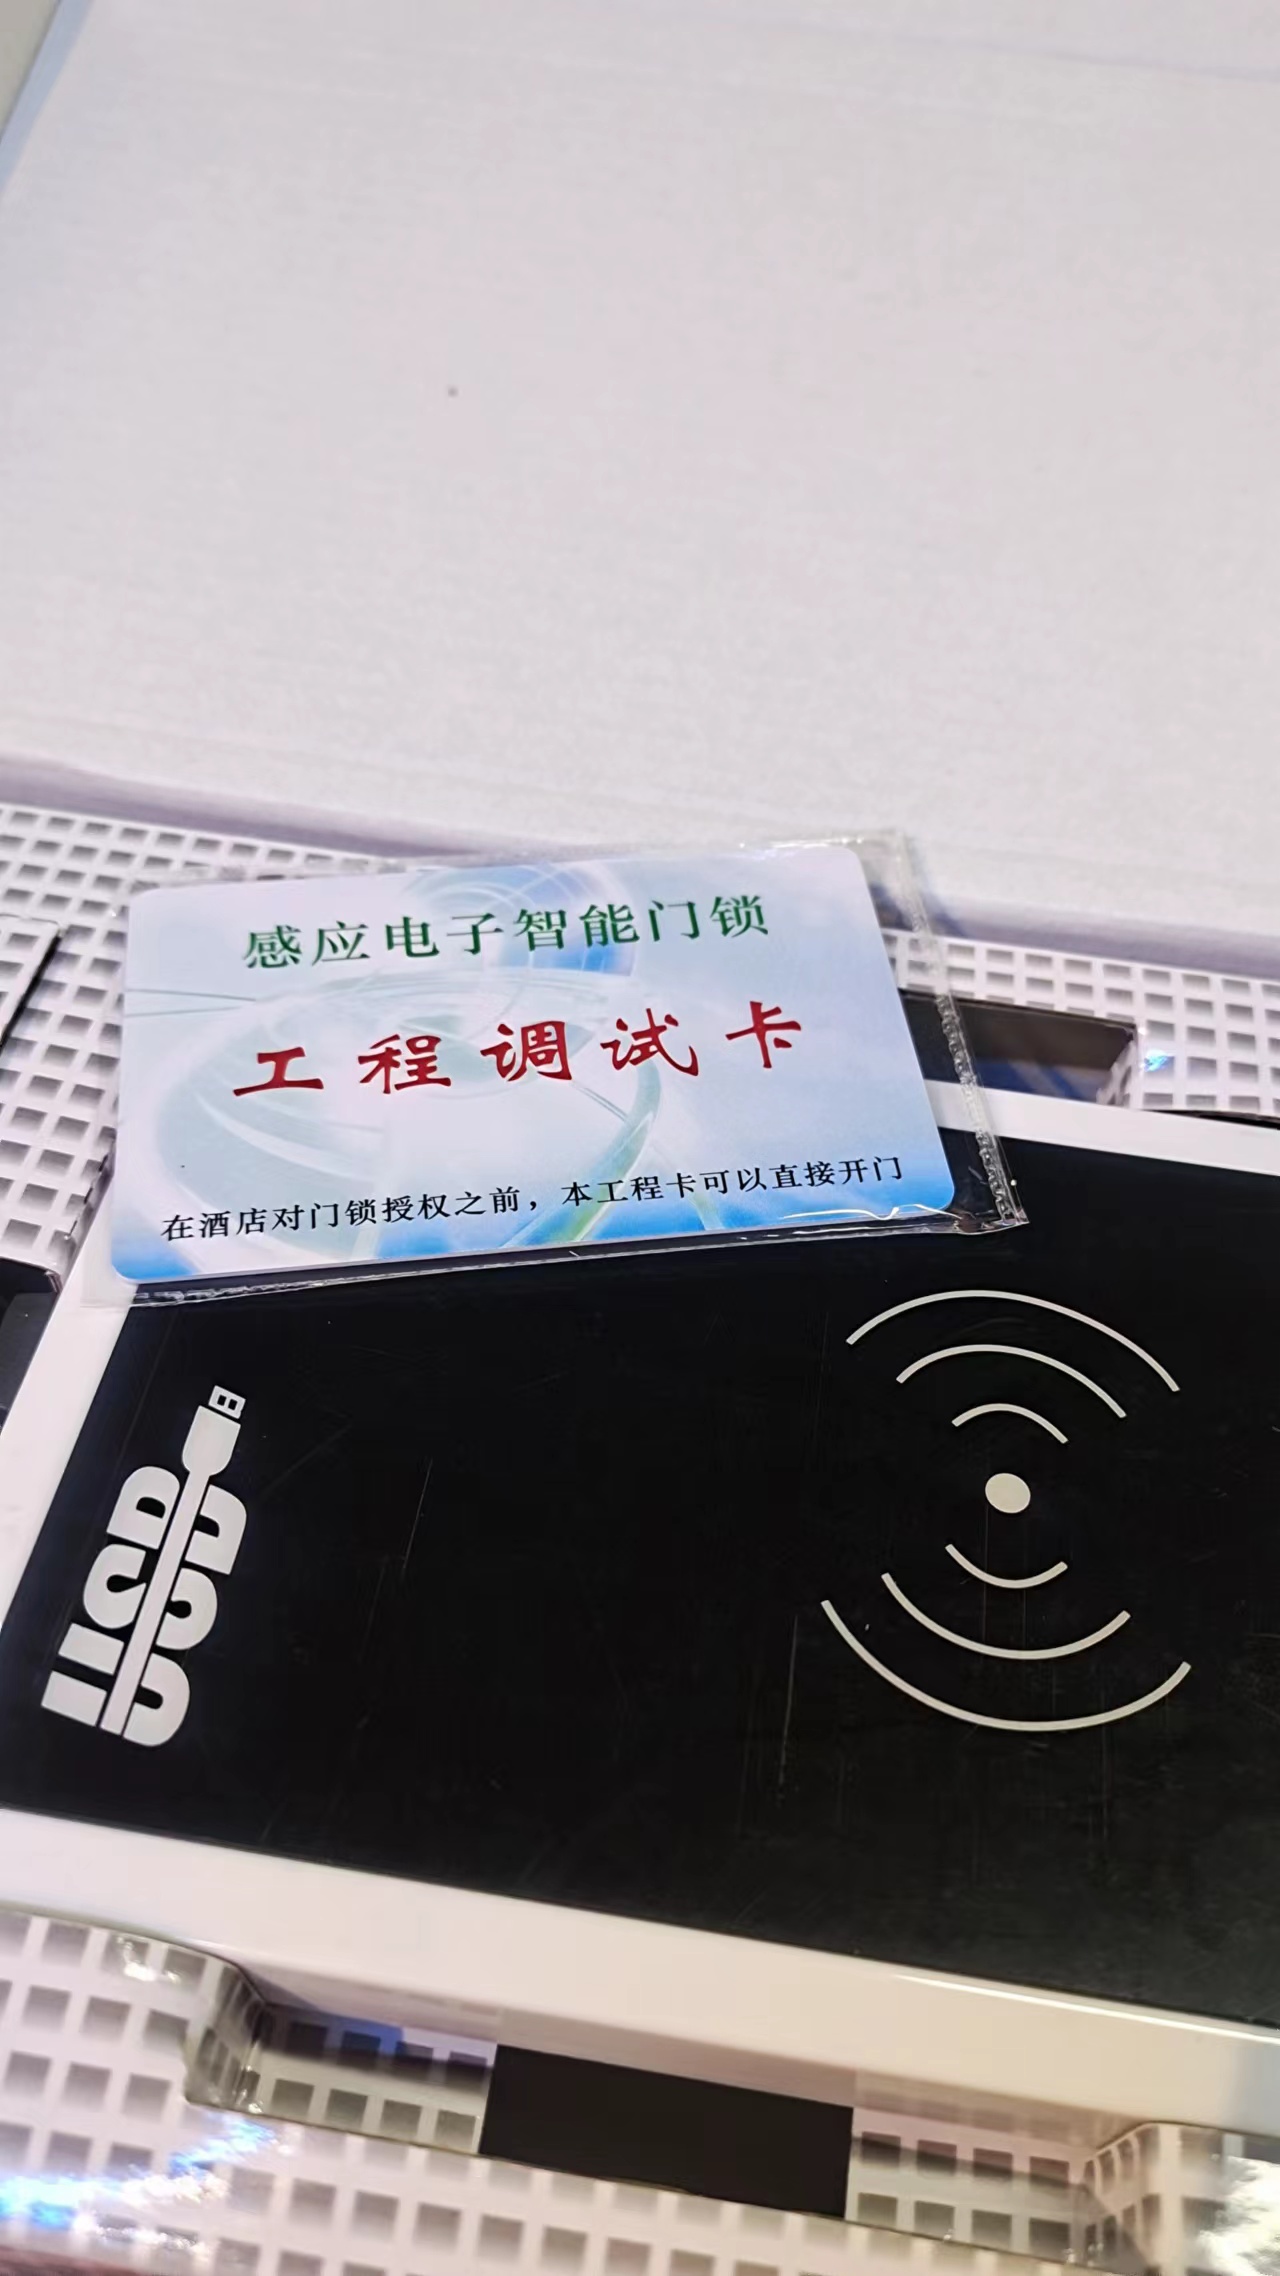 感应电子智能门锁
工程调试卡
在酒店对门锁授权之前，本工程卡可以直接开门
USB